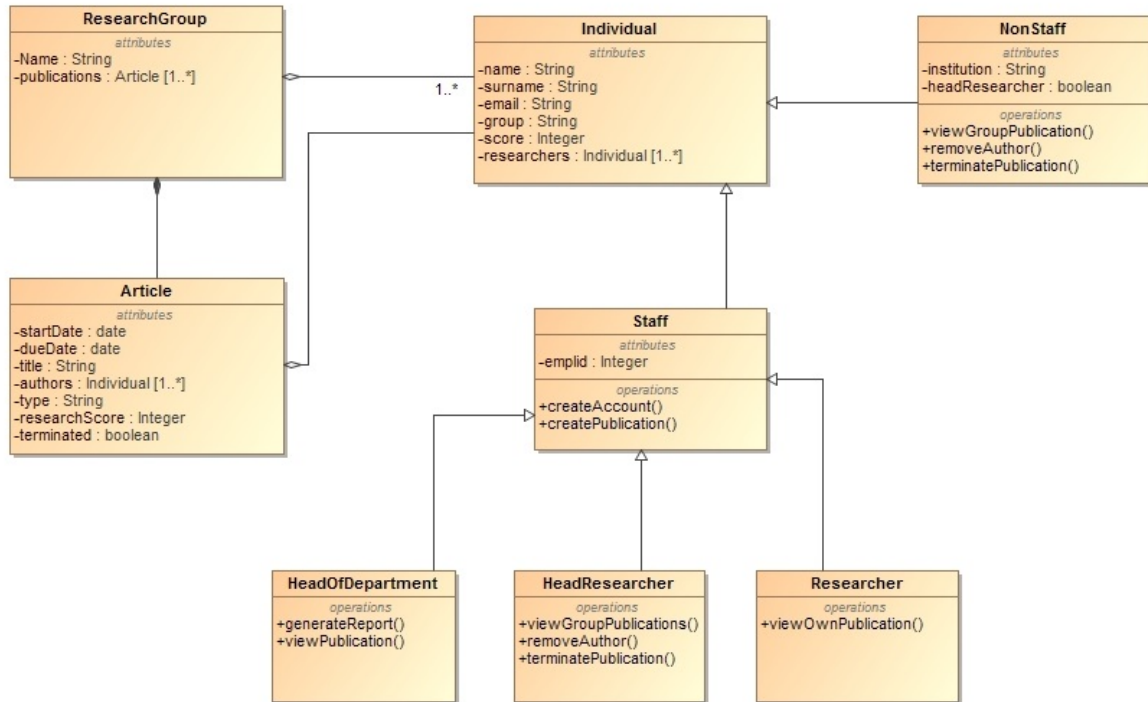 ResearchGroup
attributes
-Name : String
-publications : Article [1..*]
1..*
Individual
attributes
-name : String
-surname : String
-email : String
-group : String
-score : Integer
-researchers : Individual [1..*]
NonStaff
attributes
-institution : String
-headResearcher : boolean
operations
+viewGroupPublication()
+removeAuthor()
+terminatePublication()
Article
attributes
-startDate : date
-dueDate : date
-title : String
-authors : Individual [1..*]
-type : String
-researchScore : Integer
-terminated : boolean
Staff
attributes
-emplid : Integer
operations
+createAccount()
+createPublication()
HeadOfDepartment
operations
+generateReport()
+viewPublication()
HeadResearcher
operations
+viewGroupPublications()
+removeAuthor()
+terminatePublication()
Researcher
operations
+viewOwnPublication()